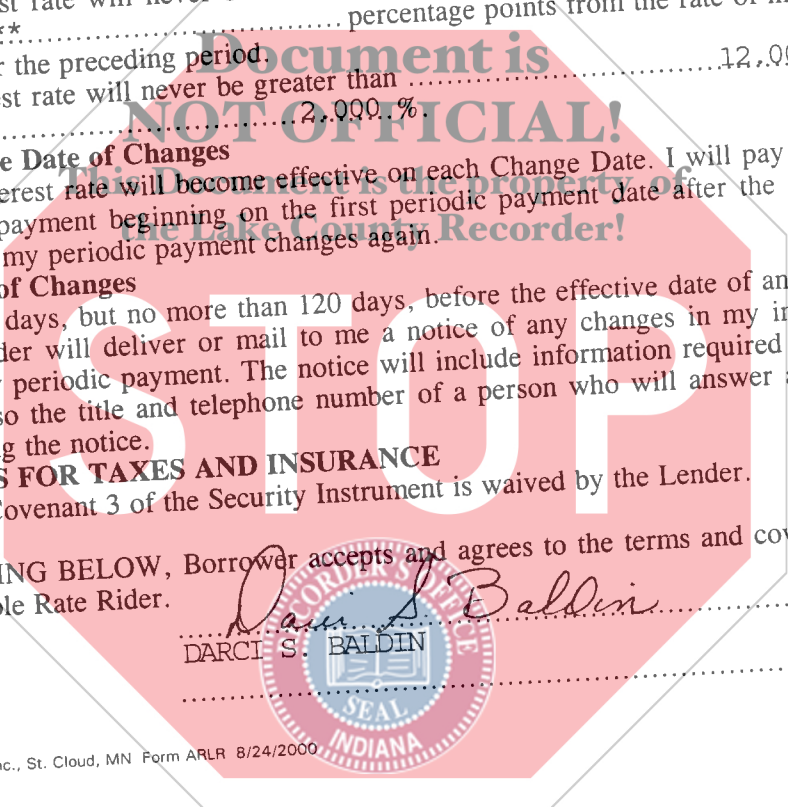 st rate will never
** percentage points from the rate of in
r the preceding period.
est rate will never be greater than 12.00
2.000 %.
e Date of Changes
erest rate will become effective on each Change Date. I will pay
payment beginning on the first periodic payment date after the
my periodic payment changes again.
of Changes
days, but no more than 120 days, before the effective date of an
der will deliver or mail to me a notice of any changes in my in
periodic payment. The notice will include information required
so the title and telephone number of a person who will answer a
g the notice.
S FOR TAXES AND INSURANCE
Covenant 3 of the Security Instrument is waived by the Lender.
ING BELOW, Borrower accepts and agrees to the terms and cov
ble Rate Rider.
Darci S. Baldin
DARCI S. BALDIN
nc., St. Cloud, MN Form ARLR 8/24/2000
Document is
NOT OFFICIAL!
This Document is the property of
the Lake County Recorder!
STOP
RECORDER'S OFFICE
SEAL
INDIANA